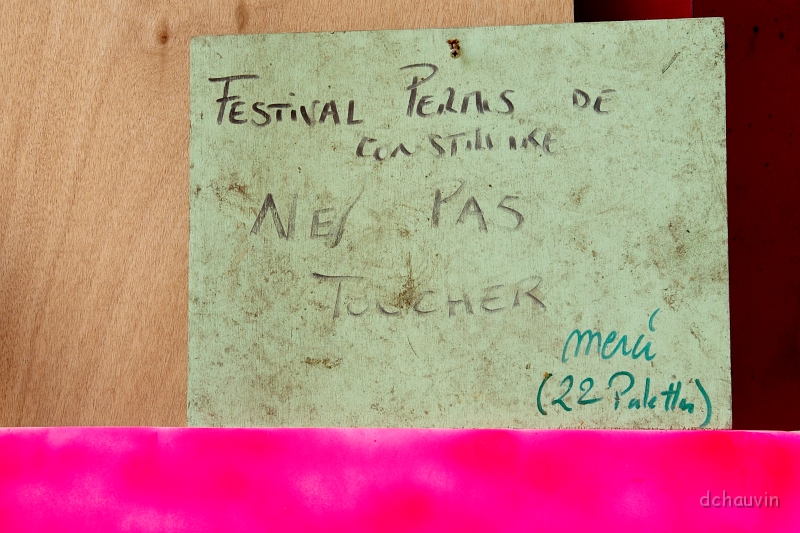 FESTIVAL PERMIS DE
CONSTRUIRE
NE PAS
TOUCHER
merci
(22 Palettes)
dchauvin